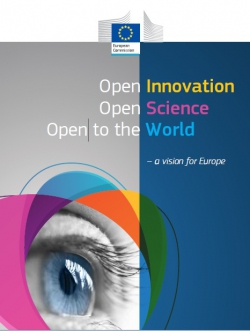 European
Commission
Open Innovation
Open Science
Open to the World
– a vision for Europe